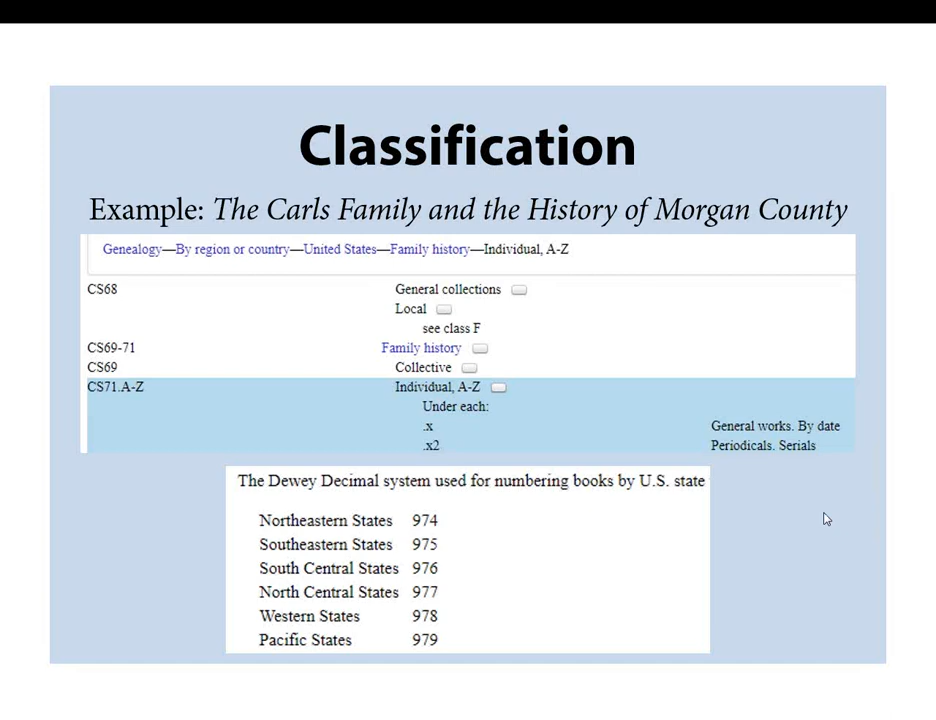 Classification
Example: The Carls Family and the History of Morgan County
Genealogy—By region or country—United States—Family history—Individual, A-Z
CS68 General collections
Local
see class F
CS69-71 Family history
CS69 Collective
CS71.A-Z Individual, A-Z
Under each:
.x General works. By date
.x2 Periodicals. Serials
The Dewey Decimal system used for numbering books by U.S. state
Northeastern States 974
Southeastern States 975
South Central States 976
North Central States 977
Western States 978
Pacific States 979